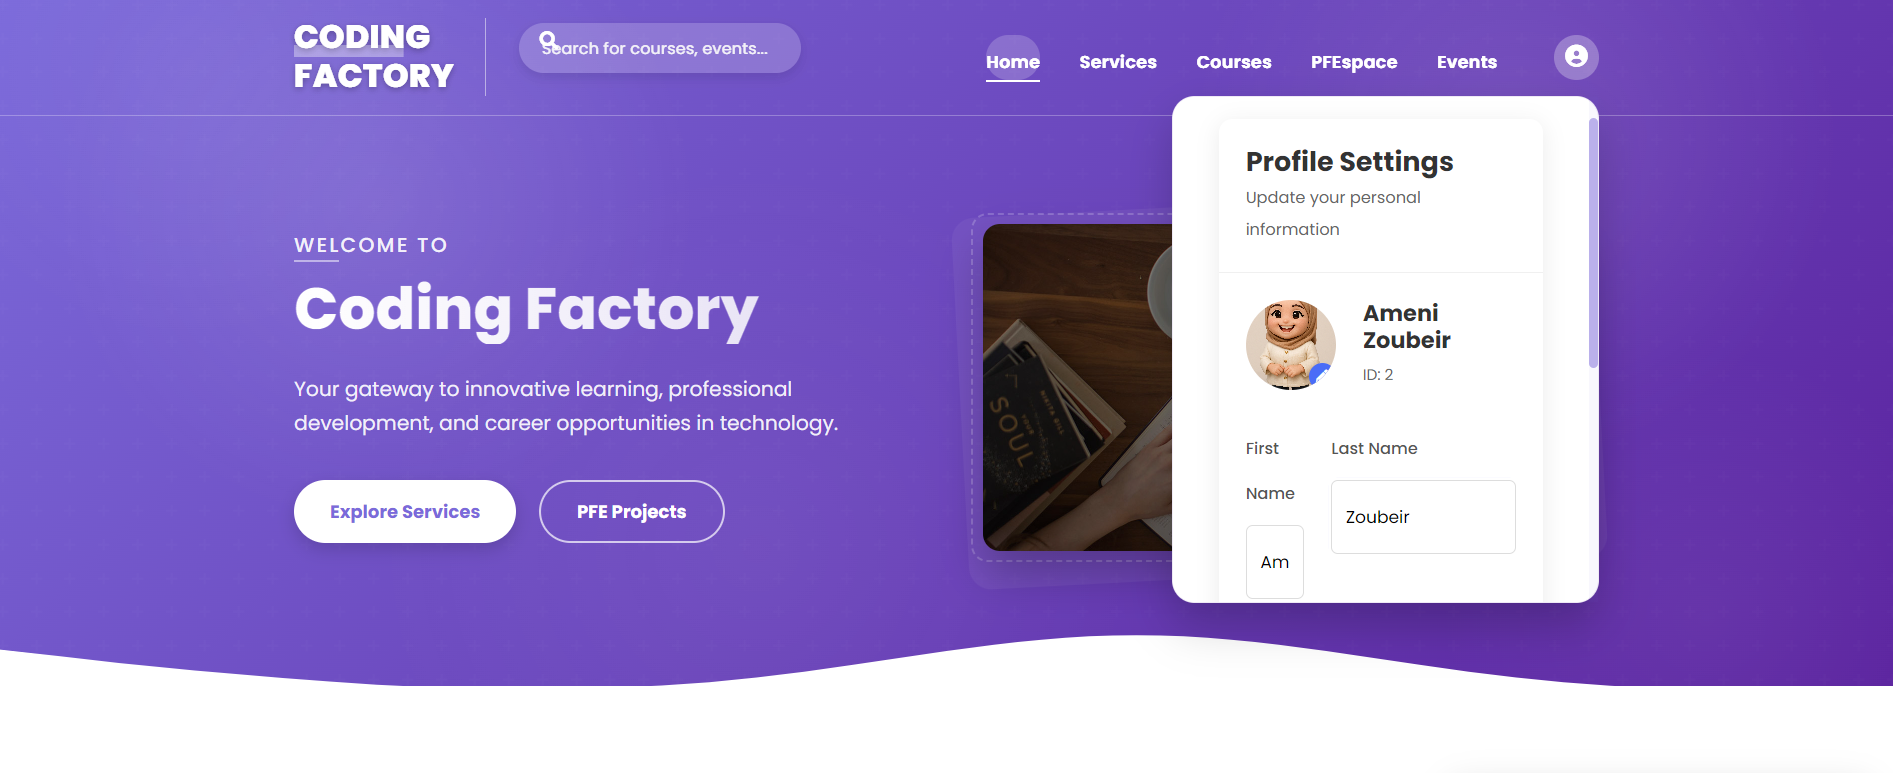 CODING
FACTORY
Search for courses, events...
Home
Services
Courses
PFEspace
Events
WELCOME TO
Coding Factory
Your gateway to innovative learning, professional
development, and career opportunities in technology.
Explore Services
PFE Projects
SOUL
Profile Settings
Update your personal
information
Ameni
Zoubeir
ID: 2
First
Name
Am
Last Name
Zoubeir